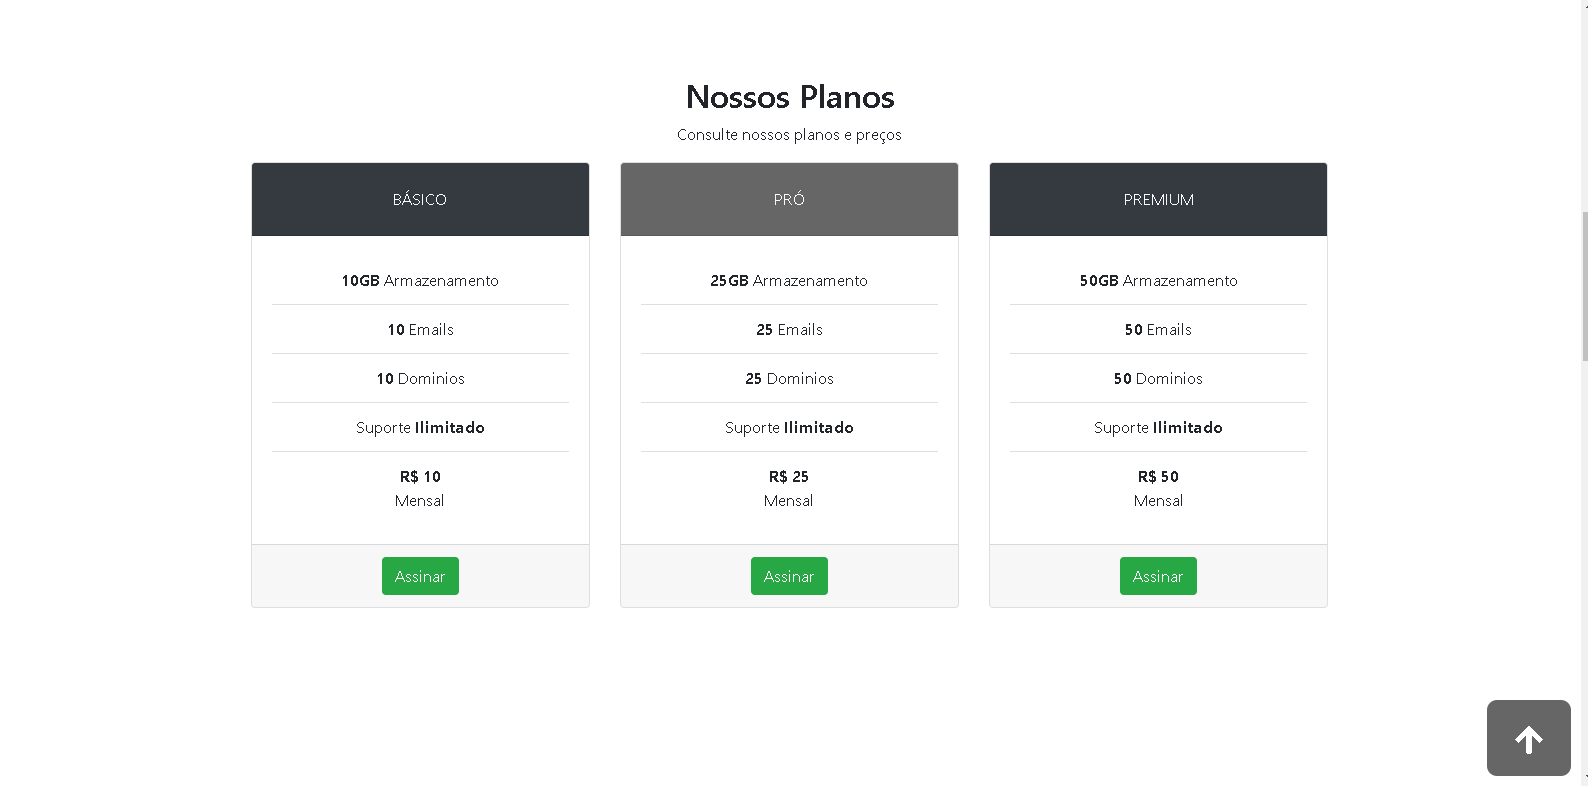 Nossos Planos
Consulte nossos planos e preços
BÁSICO
10GB Armazenamento
10 Emails
10 Dominios
Suporte Ilimitado
R$ 10
Mensal
Assinar
PRÓ
25GB Armazenamento
25 Emails
25 Dominios
Suporte Ilimitado
R$ 25
Mensal
Assinar
PREMIUM
50GB Armazenamento
50 Emails
50 Dominios
Suporte Ilimitado
R$ 50
Mensal
Assinar